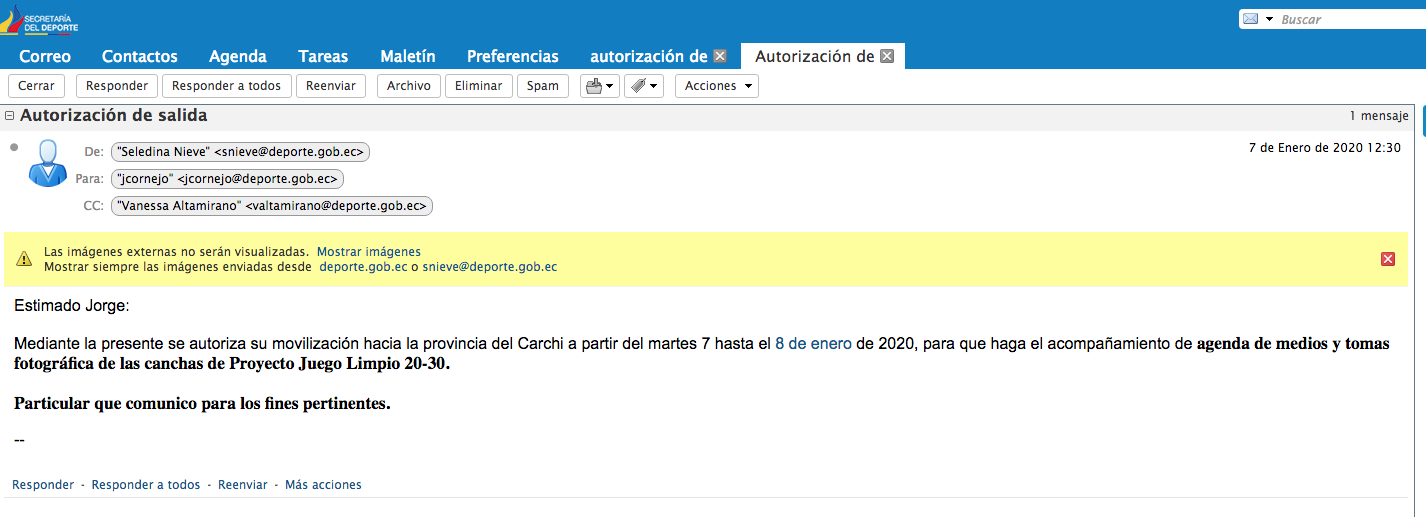 SECRETARÍA
DEL DEPORTE
Buscar
Correo Contactos Agenda Tareas Maletín Preferencias autorización de Autorización de
Cerrar Responder Responder a todos Reenviar Archivo Eliminar Spam Acciones
Autorización de salida 1 mensaje
De: "Seledina Nieve" <snieve@deporte.gob.ec> 7 de Enero de 2020 12:30
Para: "jcornejo" <jcornejo@deporte.gob.ec>
CC: "Vanessa Altamirano" <valtamirano@deporte.gob.ec>
Las imágenes externas no serán visualizadas. Mostrar imágenes
Mostrar siempre las imágenes enviadas desde deporte.gob.ec o snieve@deporte.gob.ec
Estimado Jorge:
Mediante la presente se autoriza su movilización hacia la provincia del Carchi a partir del martes 7 hasta el 8 de enero de 2020, para que haga el acompañamiento de agenda de medios y tomas
fotográfica de las canchas de Proyecto Juego Limpio 20-30.
Particular que comunico para los fines pertinentes.
--
Responder - Responder a todos - Reenviar - Más acciones